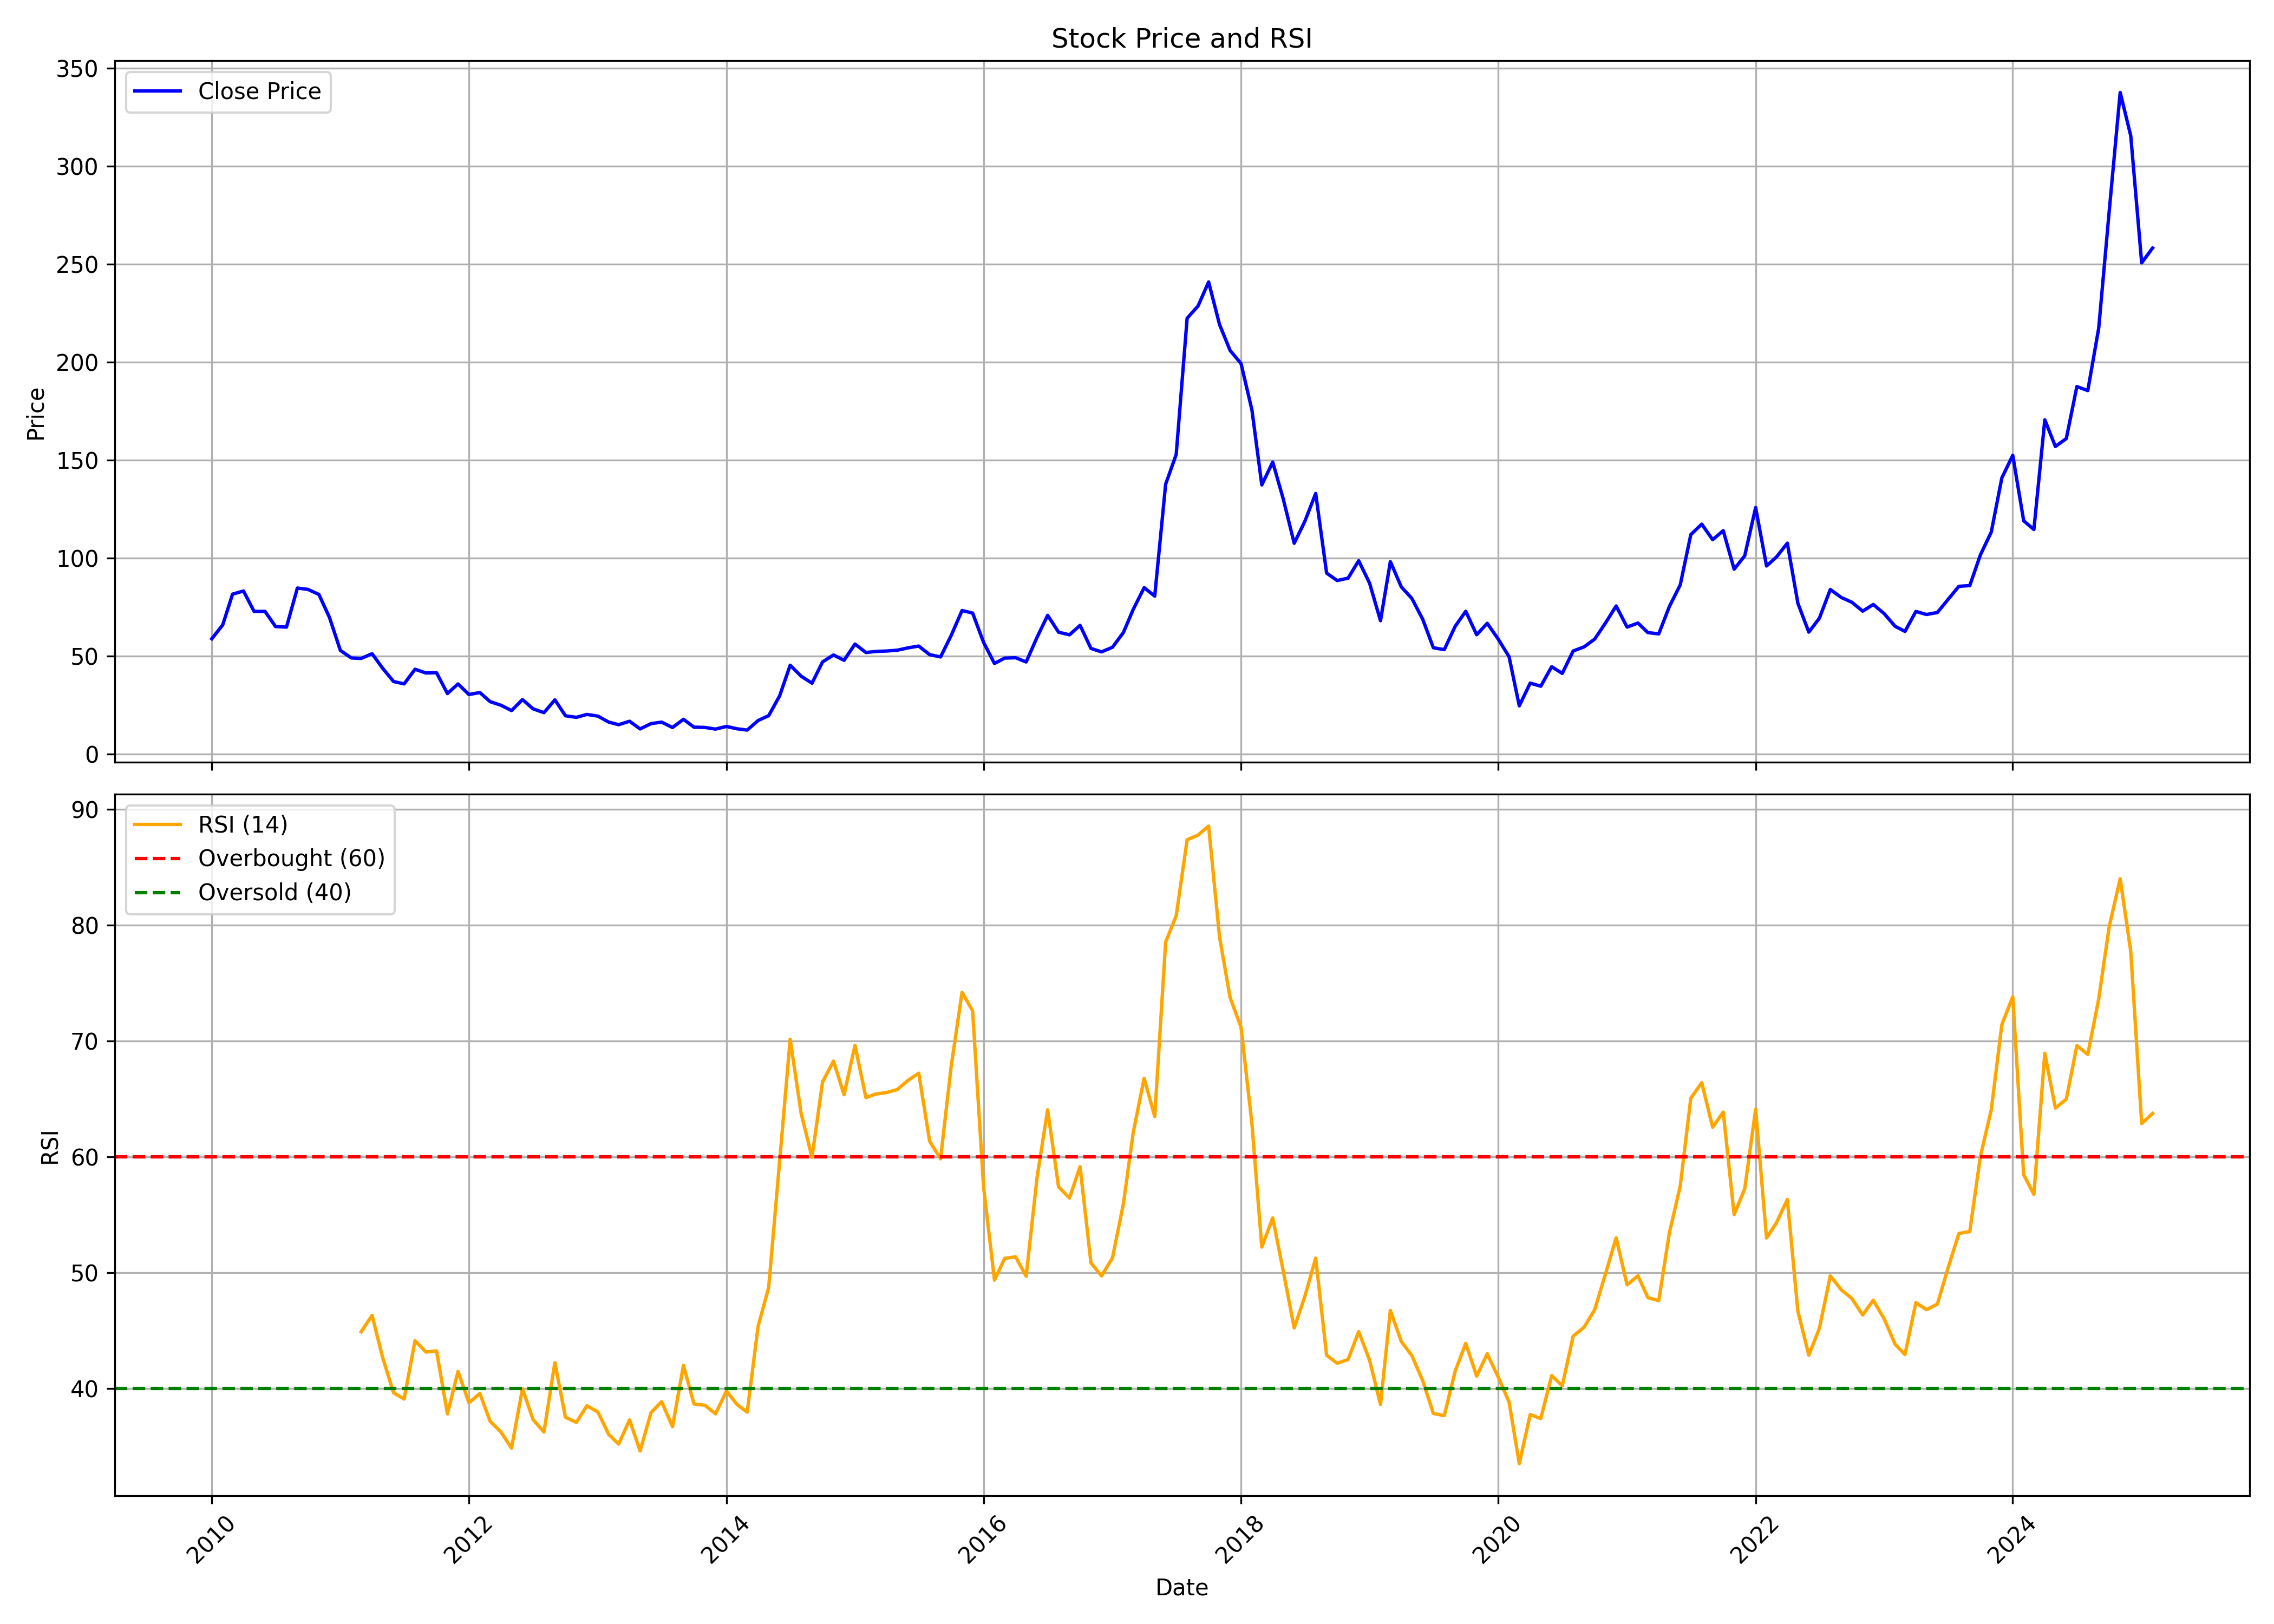 Stock Price and RSI
350
300
250
200
150
100
50
0
Price
Close Price
90
80
70
60
50
40
RSI
RSI (14)
Overbought (60)
Oversold (40)
2010
2012
2014
2016
2018
2020
2022
2024
Date